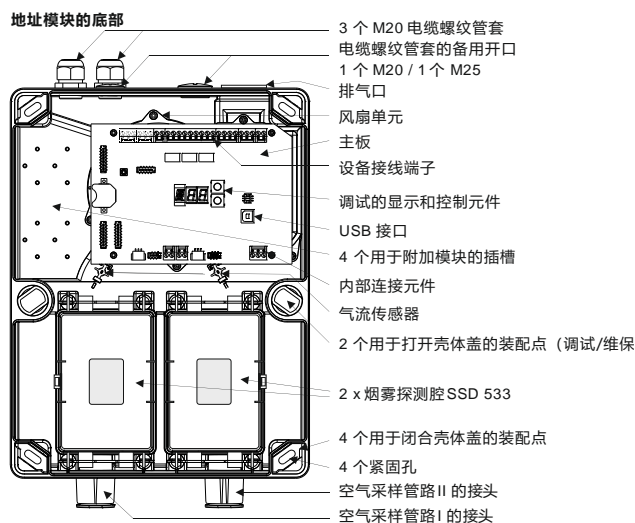 地址模块的底部
3 个 M20 电缆螺纹管套
电缆螺纹管套的备用开口
1 个 M20 / 1 个 M25
排气口
风扇单元
主板
设备接线端子
调试的显示和控制元件
USB 接口
4 个用于附加模块的插槽
内部连接元件
气流传感器
2 个用于打开壳体盖的装配点（调试/维保
2 x 烟雾探测腔SSD 533
4 个用于闭合壳体盖的装配点
4 个紧固孔
空气采样管路II 的接头
空气采样管路I 的接头